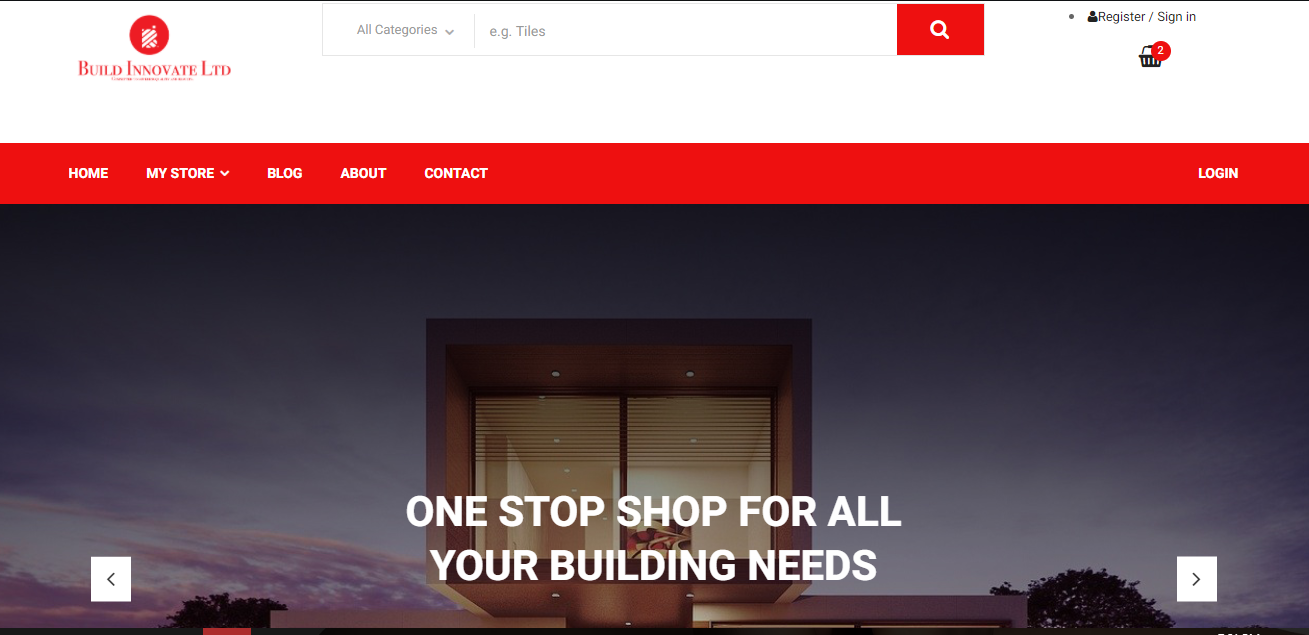 All Categories
e.g. Tiles
Register / Sign in
2
BUILD INNOVATE LTD
HOME
MY STORE
BLOG
ABOUT
CONTACT
LOGIN
ONE STOP SHOP FOR ALL
YOUR BUILDING NEEDS